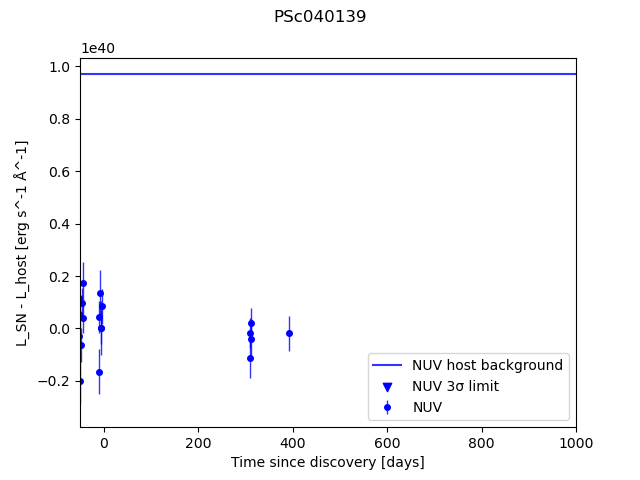 PSc040139
1e40
1.0
0.8
0.6
0.4
0.2
0.0
−0.2
L_SN - L_host [erg s^-1 Å^-1]
0
200
400
600
800
1000
Time since discovery [days]
NUV host background
NUV 3σ limit
NUV